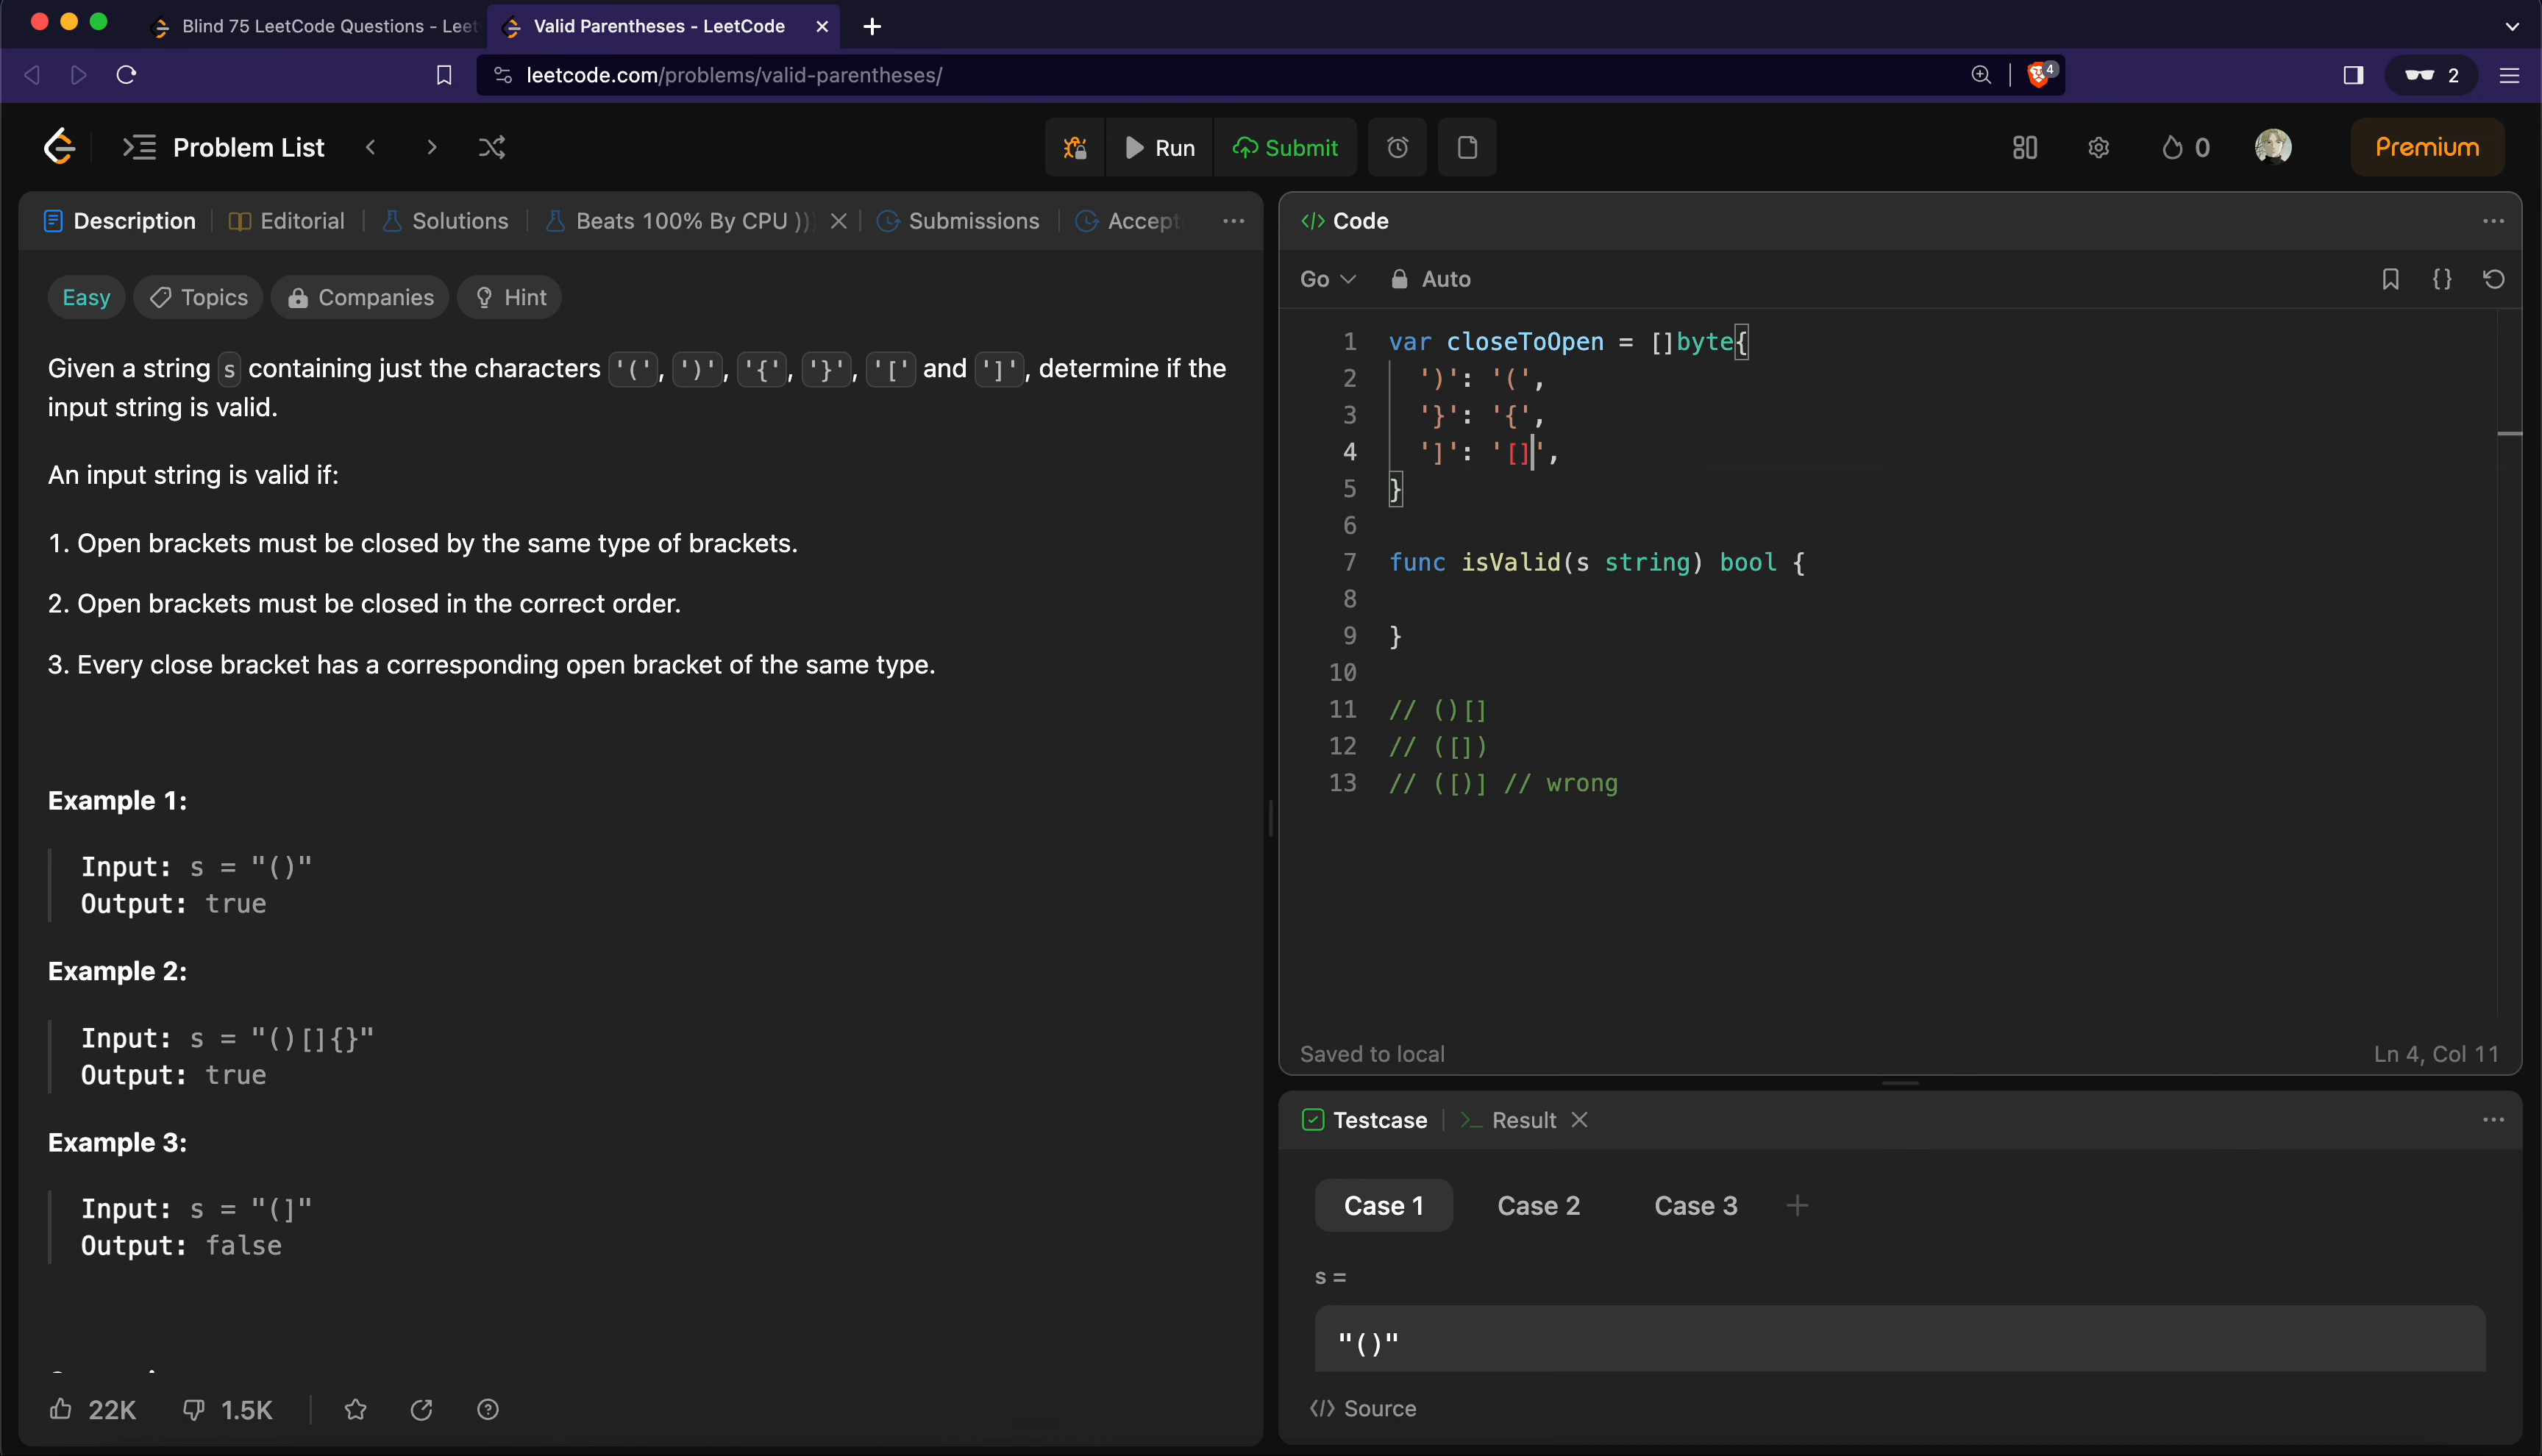 Blind 75 LeetCode Questions - Leet
Valid Parentheses - LeetCode
leetcode.com/problems/valid-parentheses/
4
2
Problem List
Run
Submit
0
Premium
Description
Editorial
Solutions
Beats 100% By CPU ))
Submissions
Accept
Easy
Topics
Companies
Hint
Given a string s containing just the characters '(', ')', '{', '}', '[' and ']', determine if the
input string is valid.
An input string is valid if:
1. Open brackets must be closed by the same type of brackets.
2. Open brackets must be closed in the correct order.
3. Every close bracket has a corresponding open bracket of the same type.
Example 1:
Input: s = "()"
Output: true
Example 2:
Input: s = "()[]{}"
Output: true
Example 3:
Input: s = "(]"
Output: false
22K
1.5K
</> Code
Go
Auto
1 var closeToOpen = []byte{
2 ')': '(',
3 '}': '{',
4 ']': '[]',
5 }
6
7 func isValid(s string) bool {
8
9 }
10
11 // ()[]
12 // ([])
13 // ([)] // wrong
Saved to local
Ln 4, Col 11
Testcase
>_ Result
Case 1
Case 2
Case 3
s =
"()"
</> Source